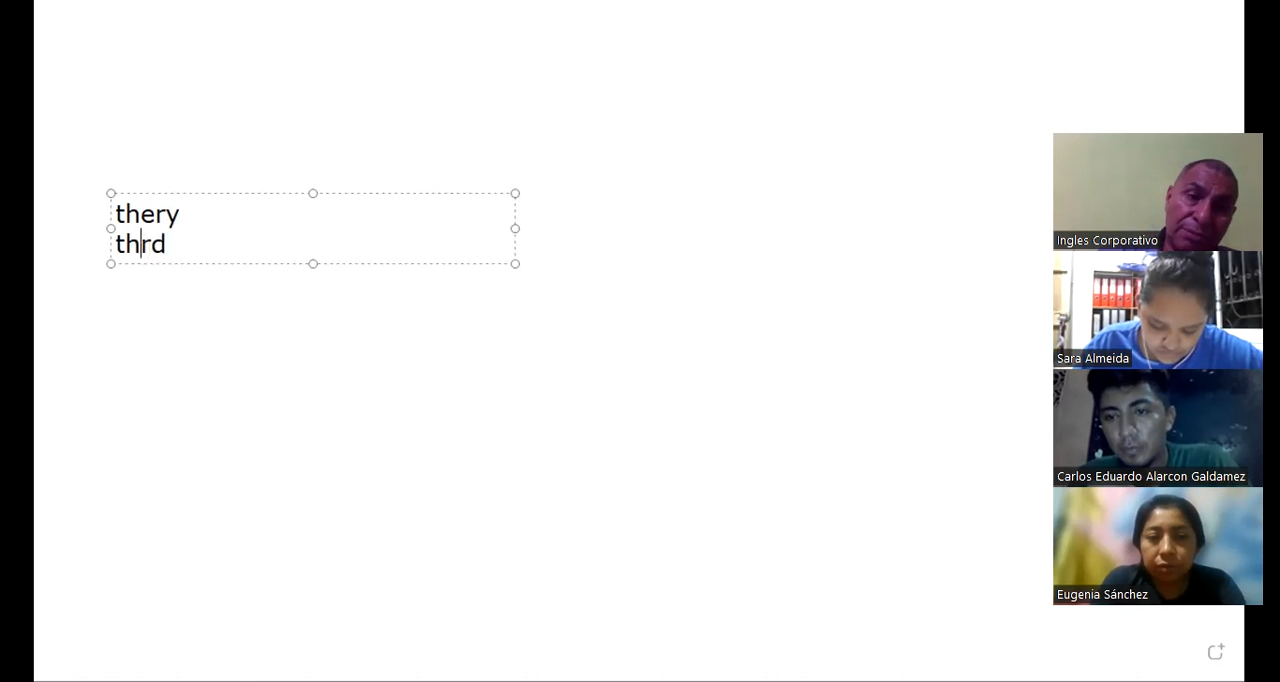 thery
thrd
Ingles Corporativo
Sara Almeida
Carlos Eduardo Alarcon Galdamez
Eugenia Sánchez